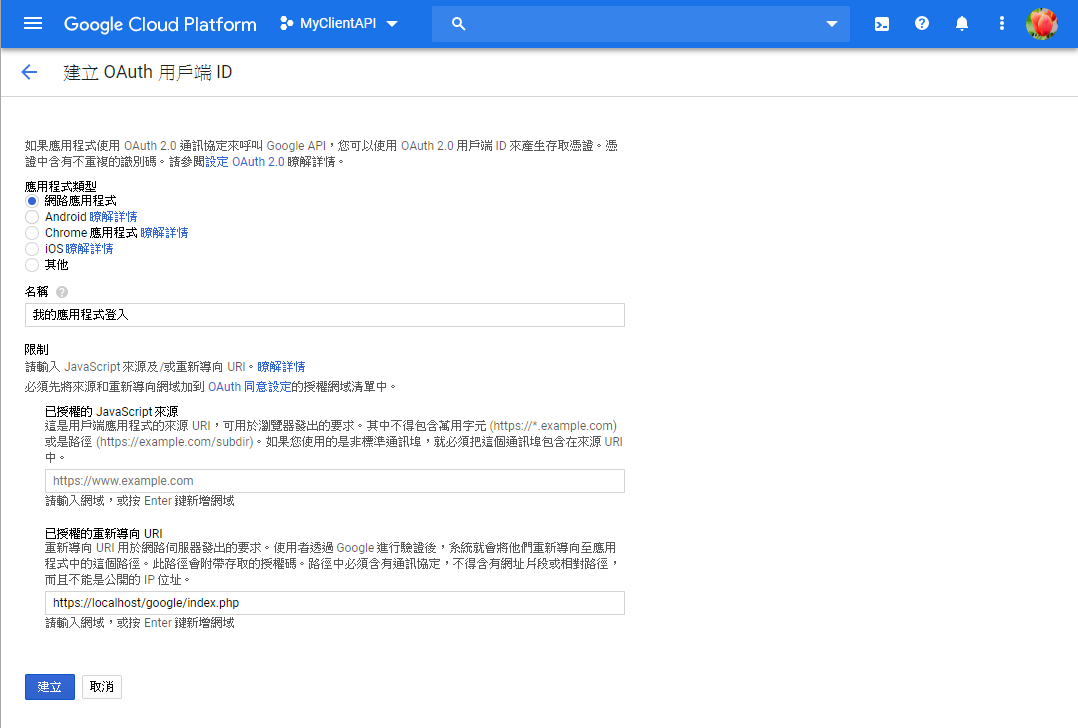 Google Cloud Platform MyClientAPI
建立 OAuth 用戶端 ID
如果應用程式使用 OAuth 2.0 通訊協定來呼叫 Google API，您可以使用 OAuth 2.0 用戶端 ID 來產生存取憑證。憑
證中含有不重複的識別碼。請參閱設定 OAuth 2.0 瞭解詳情。
應用程式類型
網路應用程式
Android 瞭解詳情
Chrome 應用程式 瞭解詳情
iOS 瞭解詳情
其他
名稱
我的應用程式登入
限制
請輸入 JavaScript 來源及/或重新導向 URI。瞭解詳情
必須先將來源和重新導向網域加到 OAuth 同意設定的授權網域清單中。
已授權的 JavaScript 來源
這是用戶端應用程式的來源 URI，可用於瀏覽器發出的要求。其中不得包含萬用字元 (https://*.example.com)
或是路徑 (https://example.com/subdir)。如果您使用的是非標準通訊埠，就必須把這個通訊埠包含在來源 URI
中。
https://www.example.com
請輸入網域，或按 Enter 鍵新增網域
已授權的重新導向 URI
重新導向 URI 用於網路伺服器發出的要求。使用者透過 Google 進行驗證後，系統就會將他們重新導向至應用
程式中的這個路徑。此路徑會附帶存取的授權碼。路徑中必須含有通訊協定，不得含有網址片段或相對路徑，
而且不能是公開的 IP 位址。
https://localhost/google/index.php
請輸入網域，或按 Enter 鍵新增網域
建立 取消